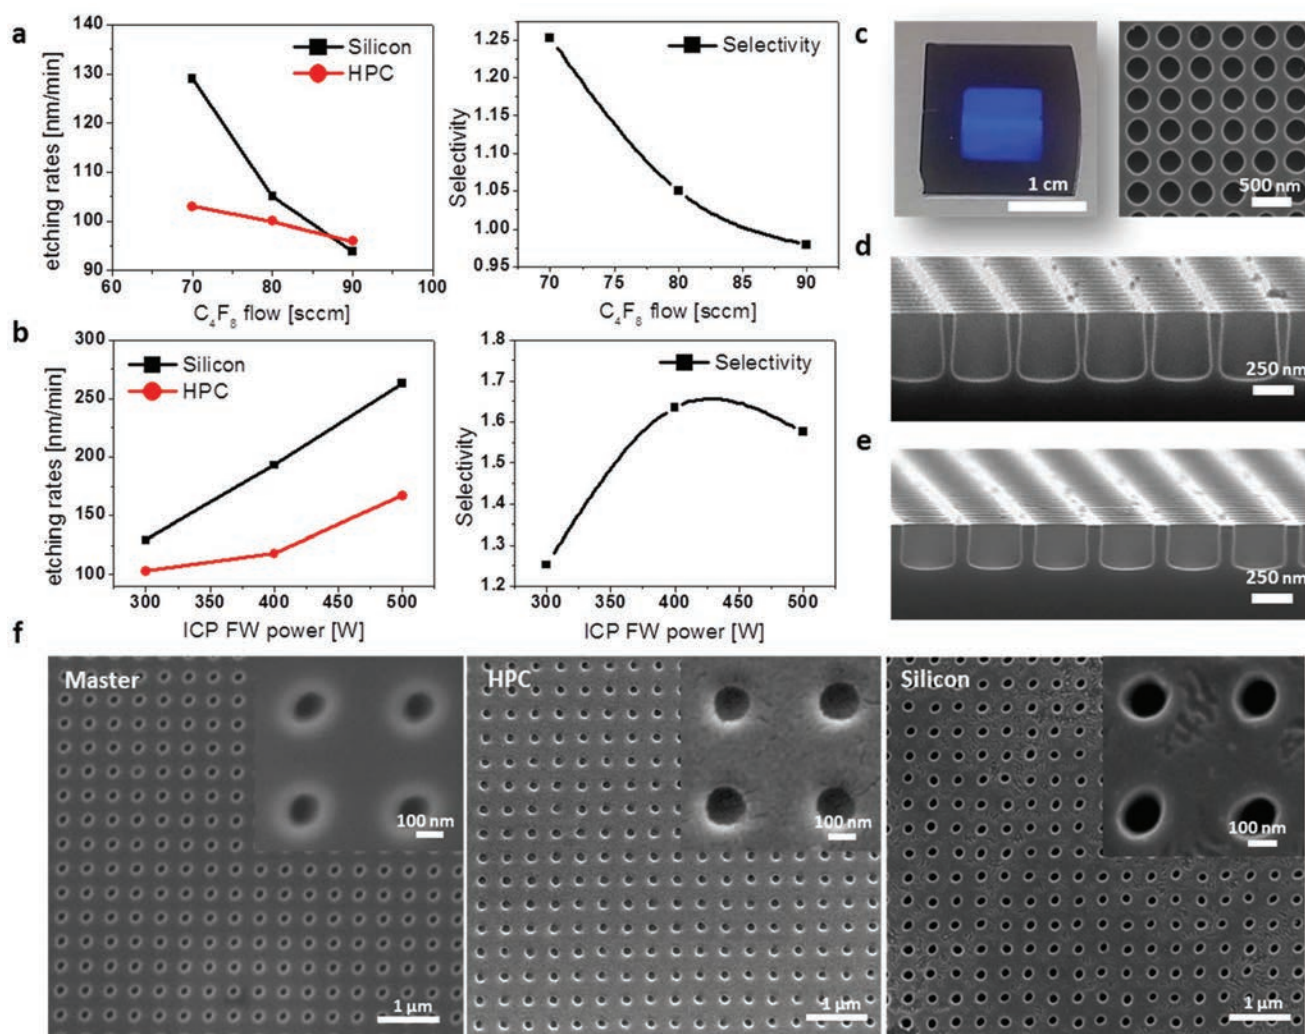 a
140
130
120
110
100
90
60
70
80
90
100
etching rates [nm/min]
C₄F₈ flow [sccm]
Silicon
HPC
1.25
1.20
1.15
1.10
1.05
1.00
0.95
70
75
80
85
90
Selectivity
C₄F₈ flow [sccm]
Selectivity
c
1 cm
500 nm
d
250 nm
b
300
250
200
150
100
300
350
400
450
500
etching rates [nm/min]
ICP FW power [W]
Silicon
HPC
1.8
1.7
1.6
1.5
1.4
1.3
1.2
300
350
400
450
500
Selectivity
ICP FW power [W]
Selectivity
e
250 nm
f
Master
100 nm
1 µm
HPC
100 nm
1 µm
Silicon
100 nm
1 µm